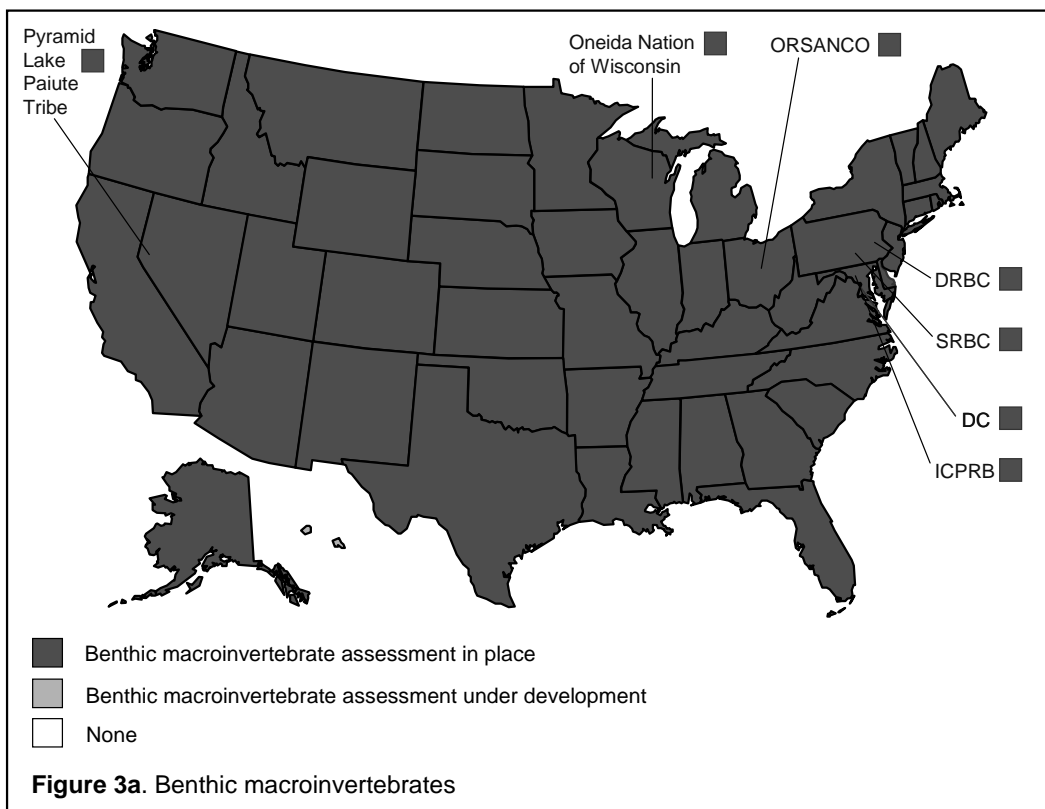 Pyramid
Lake
Paiute
Tribe
Oneida Nation
of Wisconsin
ORSANCO
DRBC
SRBC
DC
ICPRB
Benthic macroinvertebrate assessment in place
Benthic macroinvertebrate assessment under development
None
Figure 3a. Benthic macroinvertebrates